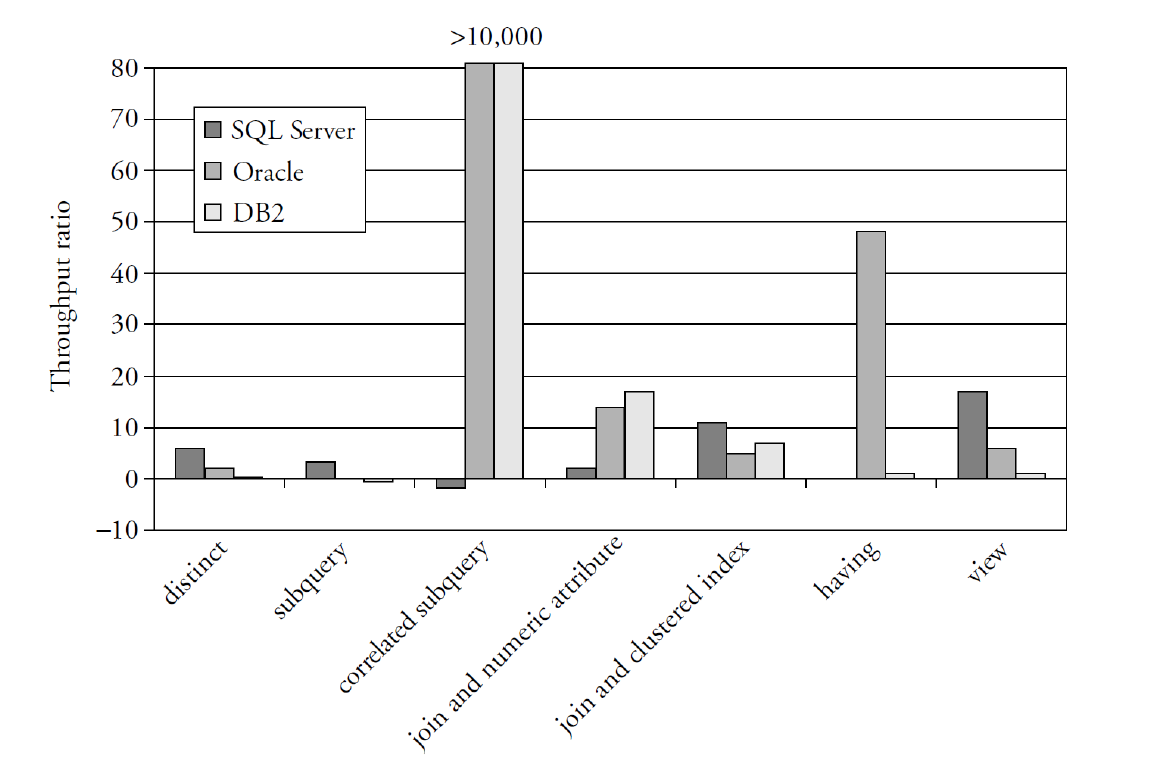 >10,000
80
70
60
50
40
30
20
10
0
–10
Throughput ratio
SQL Server
Oracle
DB2
distinct
subquery
correlated subquery
join and numeric attribute
join and clustered index
having
view